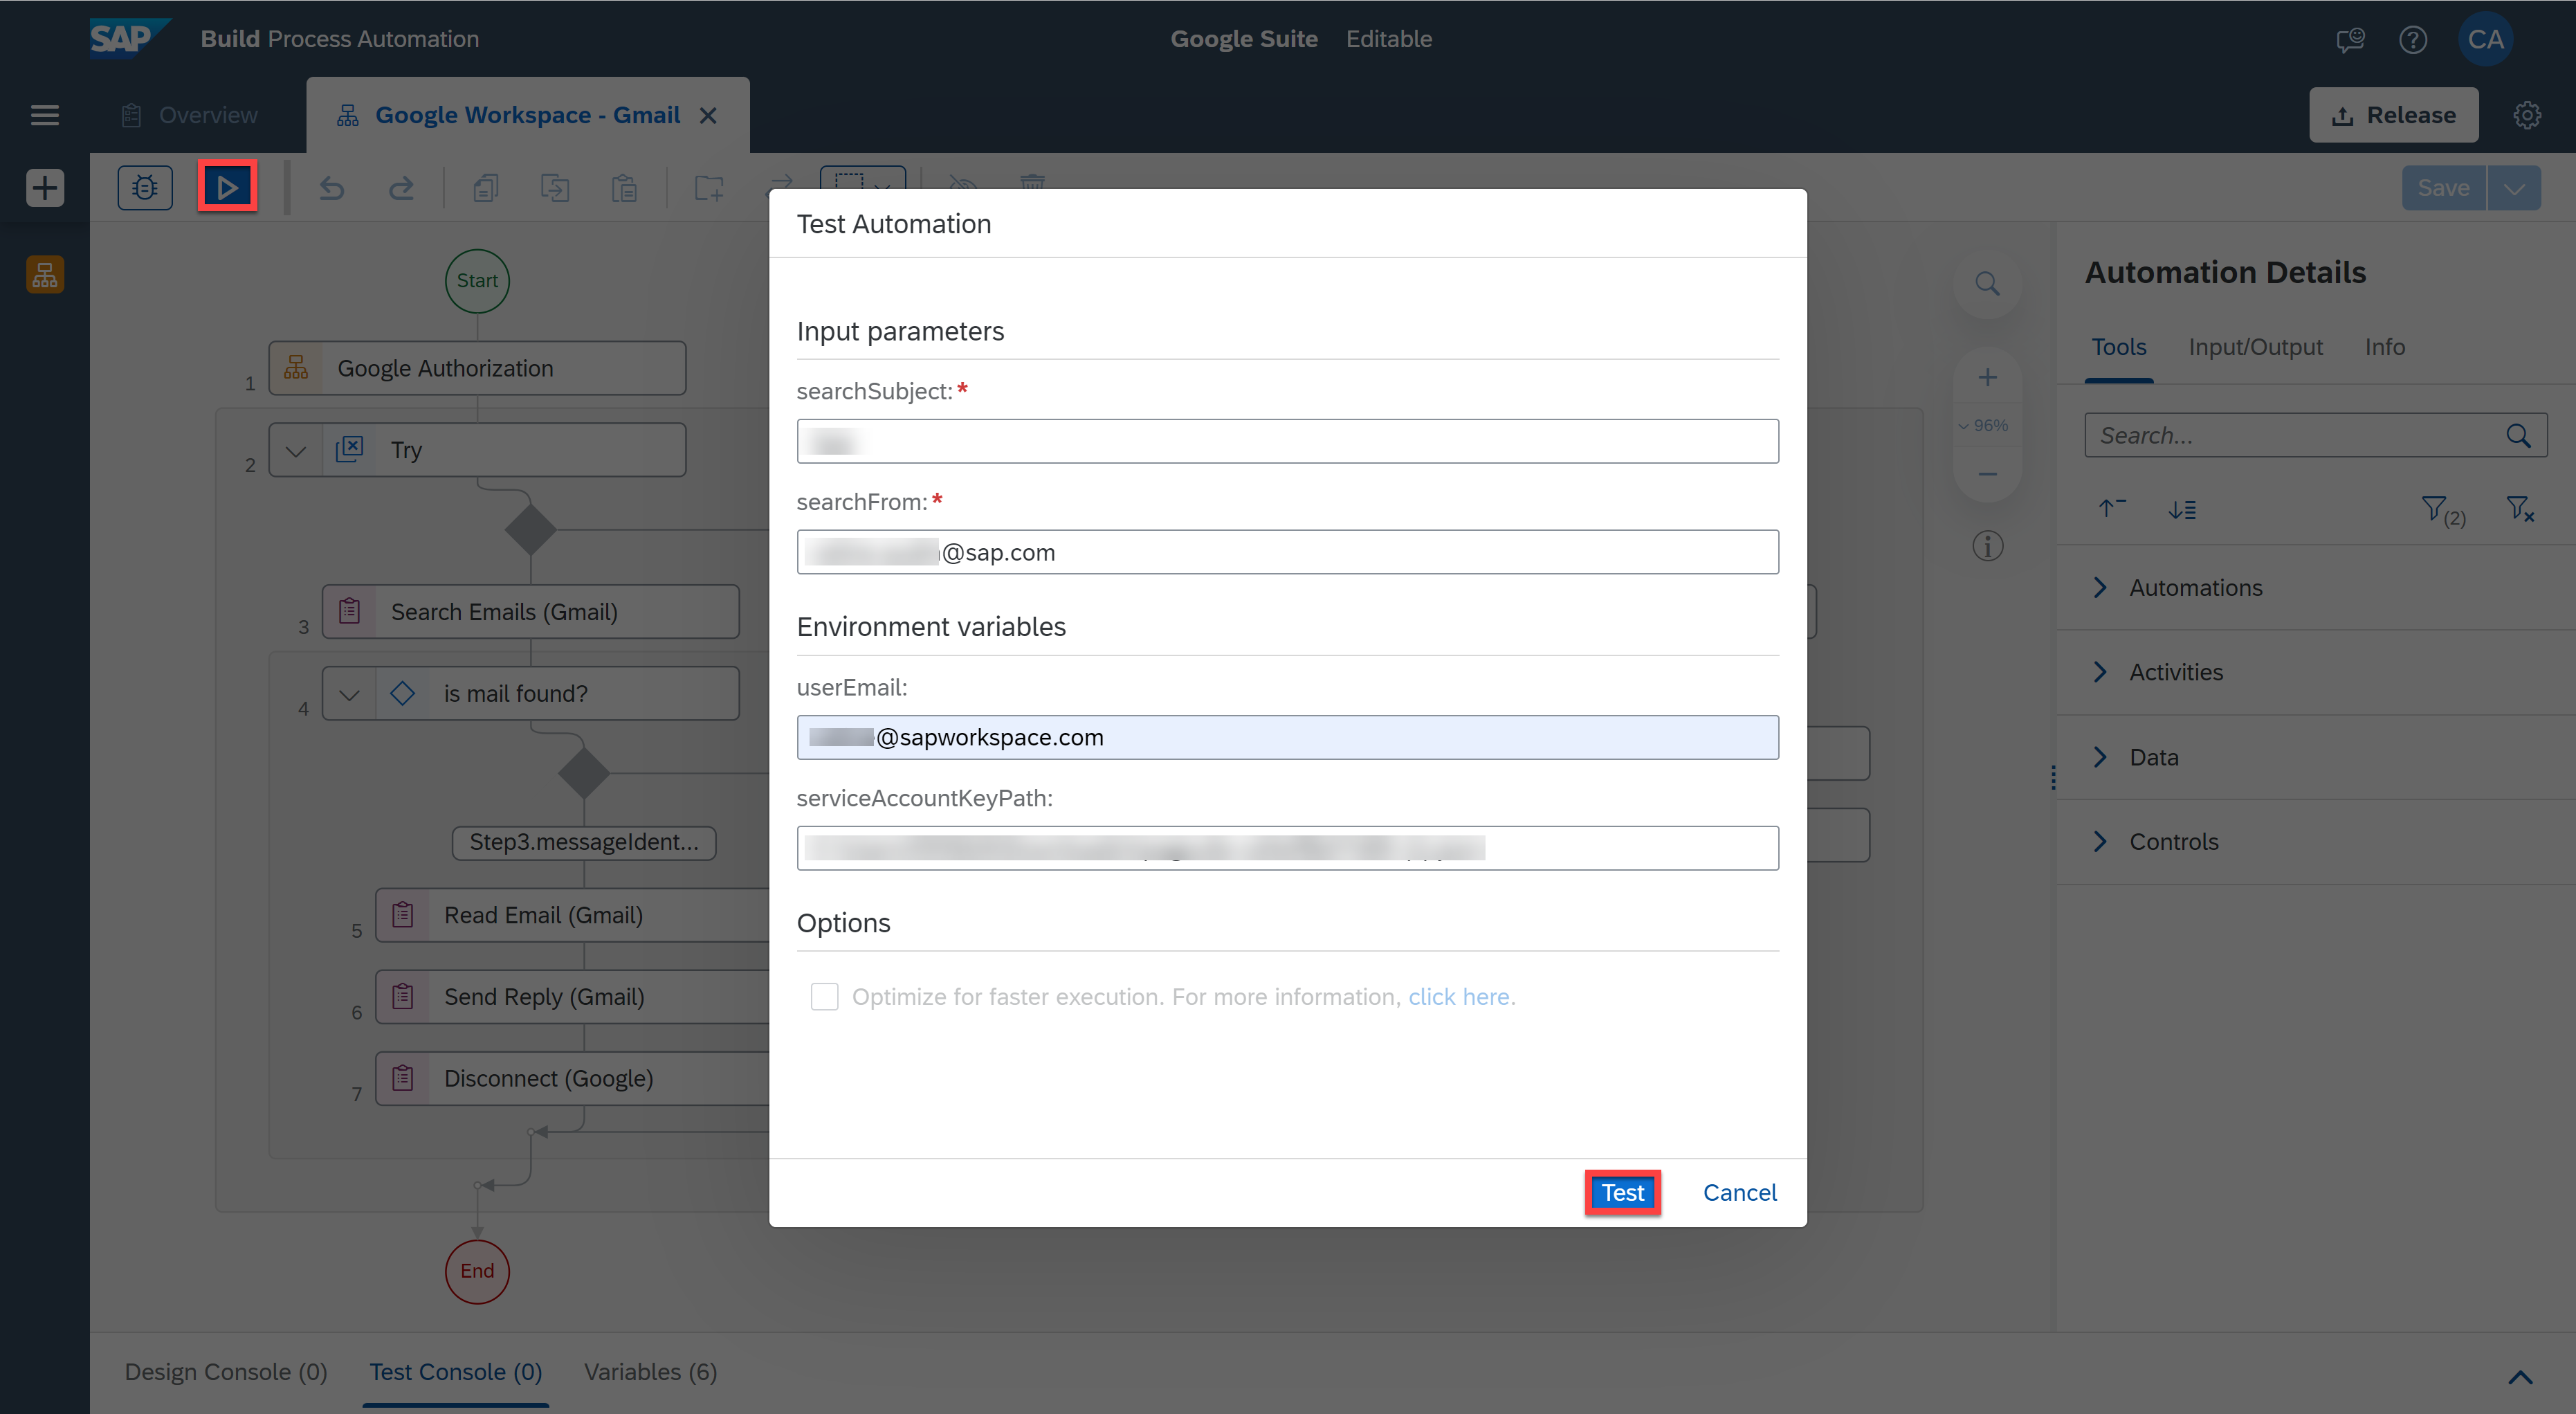 SAP Build Process Automation
Google Suite Editable
CA
Overview
Google Workspace - Gmail
Release
Save
Start
1 Google Authorization
2 Try
3 Search Emails (Gmail)
4 is mail found?
Step3.messageIdent...
5 Read Email (Gmail)
6 Send Reply (Gmail)
7 Disconnect (Google)
End
Test Automation
Input parameters
searchSubject:*
searchFrom:*
@sap.com
Environment variables
userEmail:
@sapworkspace.com
serviceAccountKeyPath:
Options
Optimize for faster execution. For more information, click here.
Test
Cancel
96%
Automation Details
Tools Input/Output Info
Search...
(2)
Automations
Activities
Data
Controls
Design Console (0) Test Console (0) Variables (6)